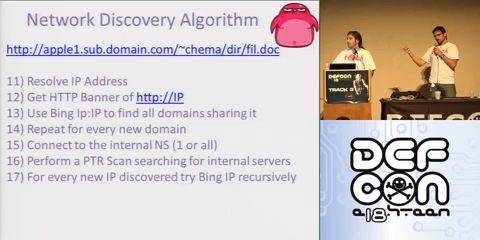 Network Discovery Algorithm
http://apple1.sub.domain.com/~chema/dir/fil.doc
11) Resolve IP Address
12) Get HTTP Banner of http://IP
13) Use Bing Ip:IP to find all domains sharing it
14) Repeat for every new domain
15) Connect to the internal NS (1 or all)
16) Perform a PTR Scan searching for internal servers
17) For every new IP discovered try Bing IP recursively
DEFCON
TRACK
DEF
CON
18